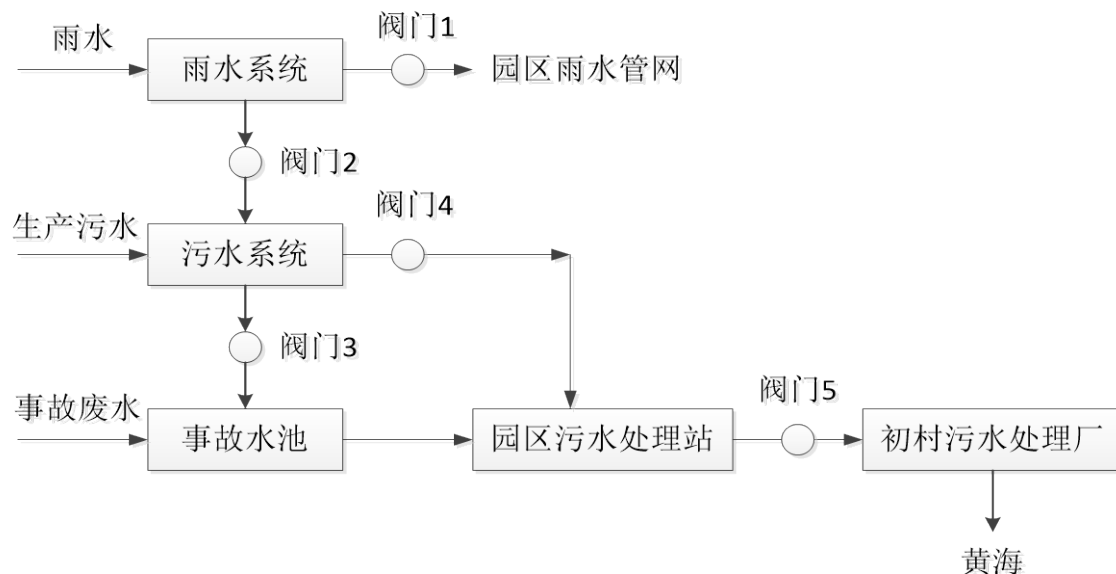 雨水
雨水系统
阀门1
园区雨水管网
阀门2
生产污水
污水系统
阀门4
阀门3
事故废水
事故水池
园区污水处理站
阀门5
初村污水处理厂
黄海